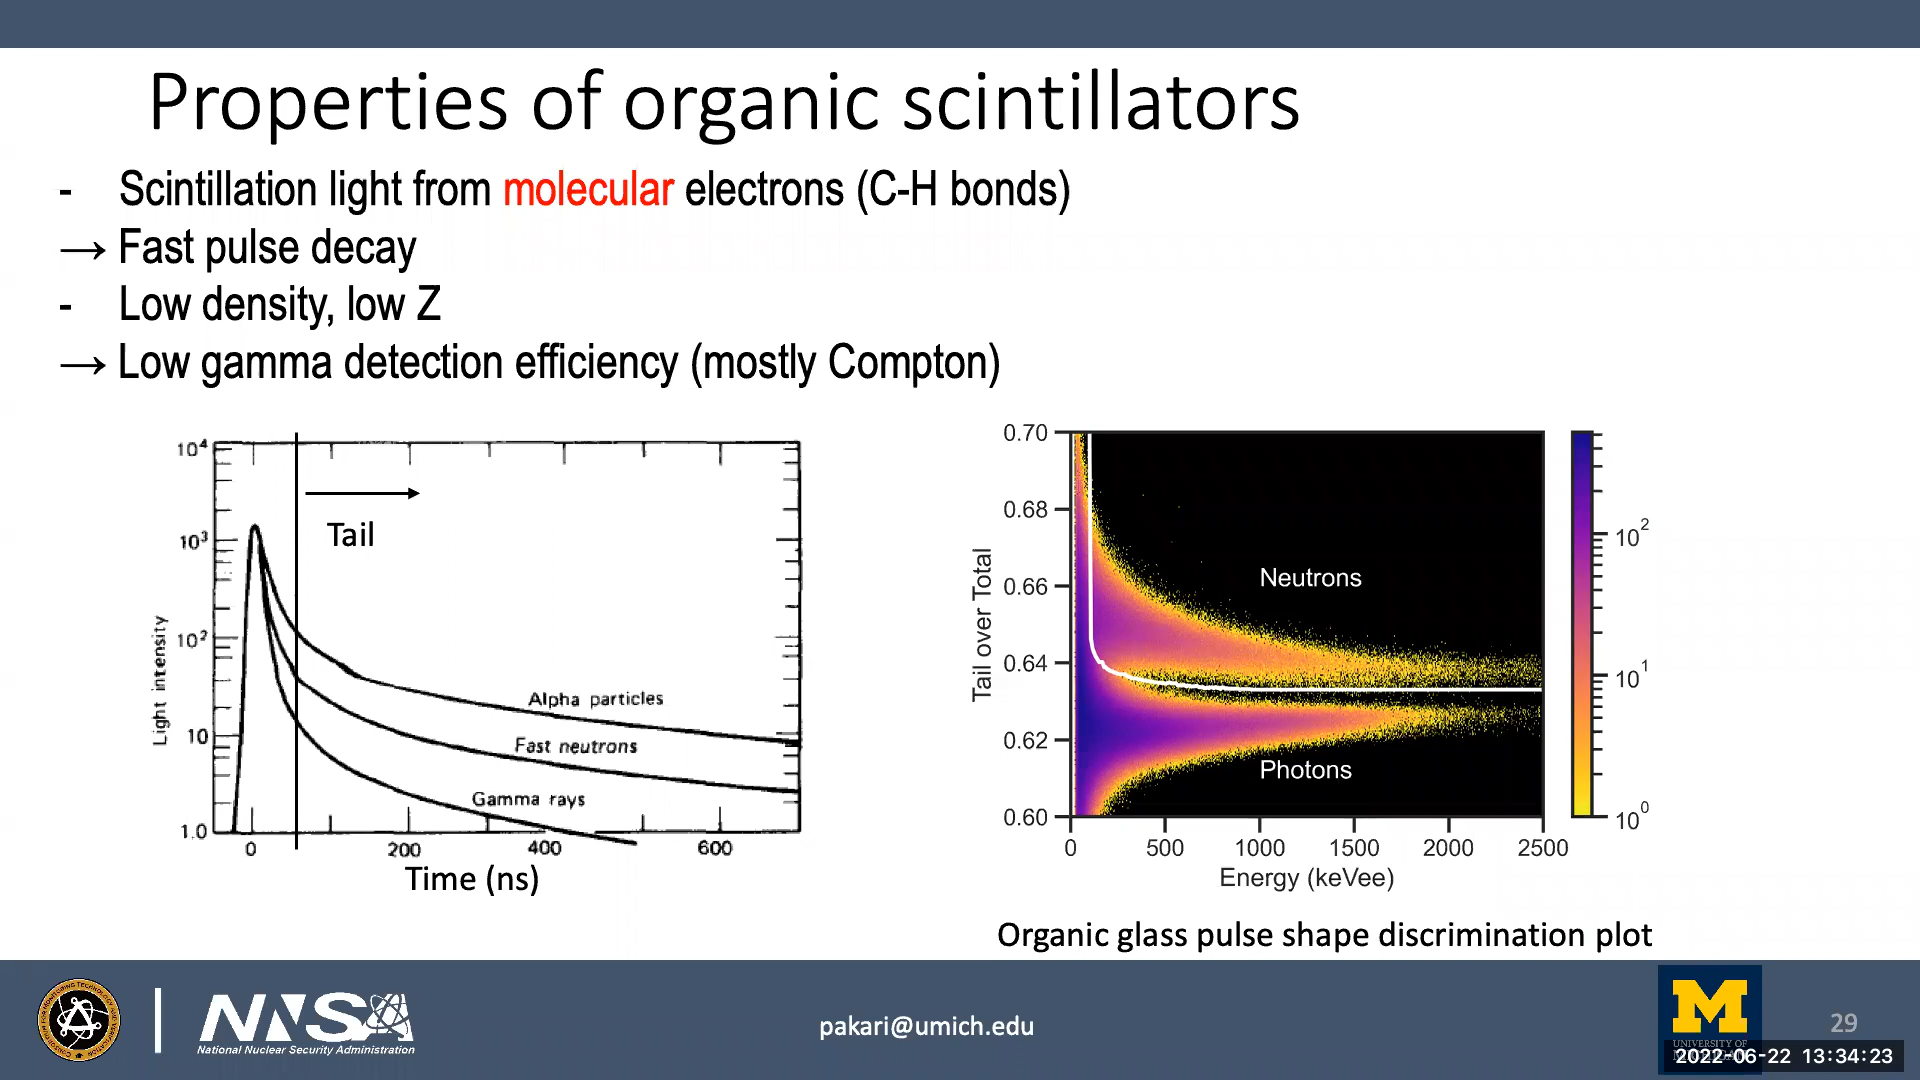 Properties of organic scintillators
- Scintillation light from molecular electrons (C-H bonds)
→ Fast pulse decay
- Low density, low Z
→ Low gamma detection efficiency (mostly Compton)
10⁴
10³
10²
10
1.0
Light intensity
Tail
Alpha particles
Fast neutrons
Gamma rays
0 200 400 600
Time (ns)
0.70
0.68
0.66
0.64
0.62
0.60
Tail over Total
Neutrons
Photons
0 500 1000 1500 2000 2500
Energy (keVee)
10²
10¹
10⁰
Organic glass pulse shape discrimination plot
NNSA
National Nuclear Security Administration
pakari@umich.edu
M
UNIVERSITY OF
29
2022-06-22 13:34:23